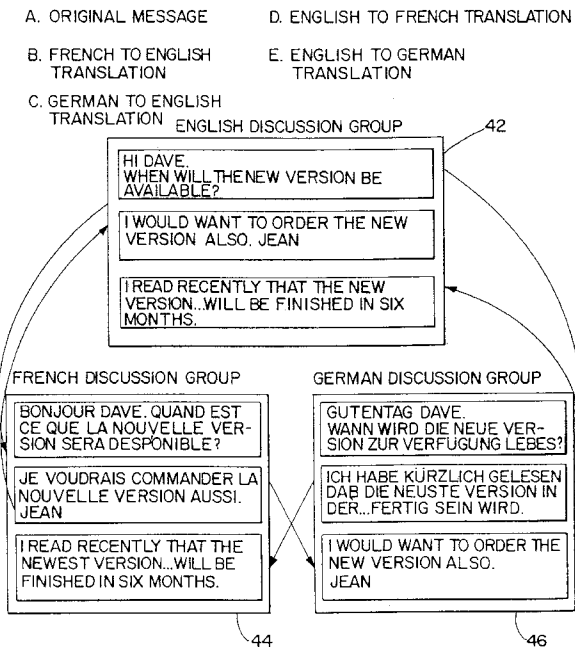 A. ORIGINAL MESSAGE
D. ENGLISH TO FRENCH TRANSLATION
B. FRENCH TO ENGLISH
TRANSLATION
E. ENGLISH TO GERMAN
TRANSLATION
C. GERMAN TO ENGLISH
TRANSLATION
ENGLISH DISCUSSION GROUP
42
HI DAVE.
WHEN WILL THE NEW VERSION BE
AVAILABLE?
I WOULD WANT TO ORDER THE NEW
VERSION ALSO. JEAN
I READ RECENTLY THAT THE NEW
VERSION...WILL BE FINISHED IN SIX
MONTHS.
FRENCH DISCUSSION GROUP
BONJOUR DAVE. QUAND EST
CE QUE LA NOUVELLE VER-
SION SERA DESPONIBLE?
JE VOUDRAIS COMMANDER LA
NOUVELLE VERSION AUSSI.
JEAN
I READ RECENTLY THAT THE
NEWEST VERSION...WILL BE
FINISHED IN SIX MONTHS.
44
GERMAN DISCUSSION GROUP
GUTENTAG DAVE.
WANN WIRD DIE NEUE VER-
SION ZUR VERFUGUNG LEBES?
ICH HABE KÜRZLICH GELESEN
DAB DIE NEUSTE VERSION IN
DER...FERTIG SEIN WIRD.
I WOULD WANT TO ORDER THE
NEW VERSION ALSO.
JEAN
46